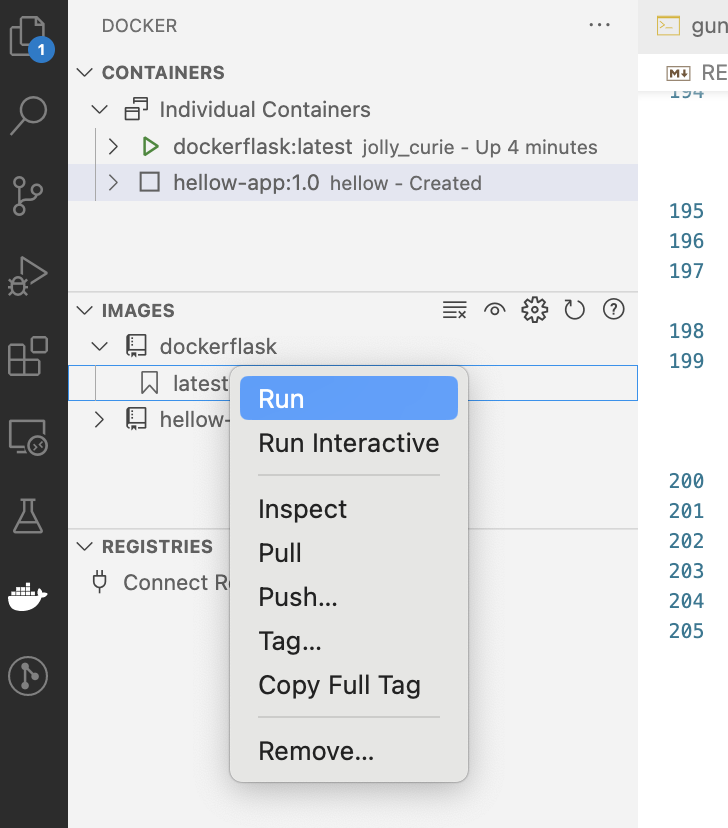 DOCKER
gun
CONTAINERS
RE
194
Individual Containers
dockerflask:latest jolly_curie - Up 4 minutes
hellow-app:1.0 hellow - Created
195
196
197
IMAGES
198
dockerflask
199
latest
Run
hellow-
Run Interactive
200
Inspect
201
REGISTRIES
202
Pull
203
Connect R
Push...
204
205
Tag...
Copy Full Tag
Remove...
1